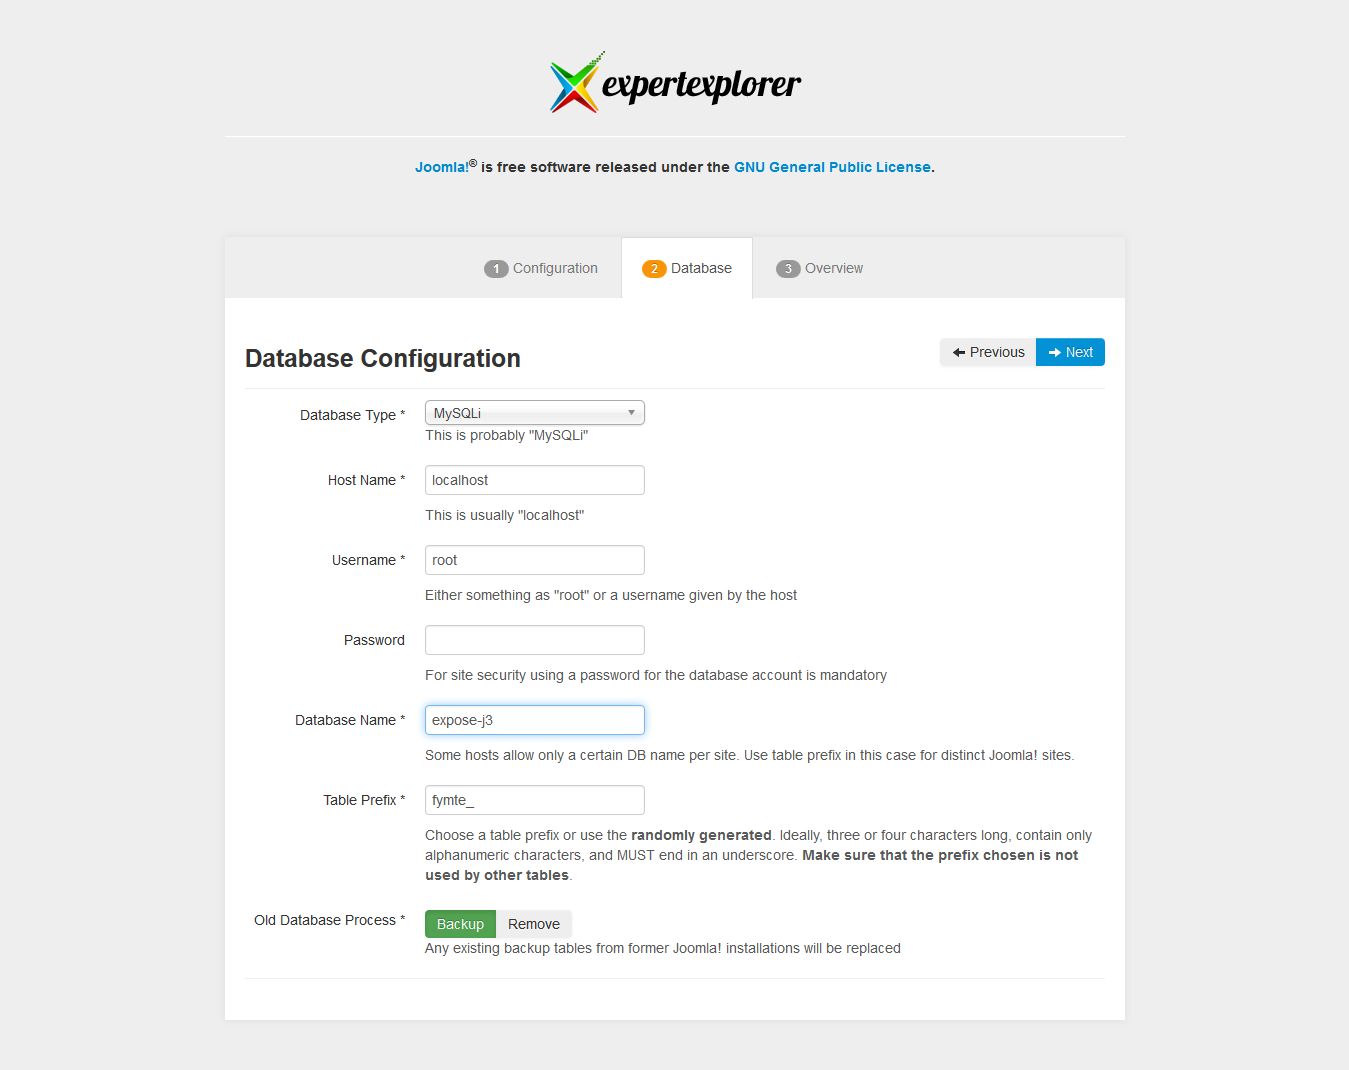 expertexplorer
Joomla!® is free software released under the GNU General Public License.
1 Configuration
2 Database
3 Overview
Database Configuration
Previous
Next
Database Type *
MySQLi
This is probably "MySQLi"
Host Name *
localhost
This is usually "localhost"
Username *
root
Either something as "root" or a username given by the host
Password
For site security using a password for the database account is mandatory
Database Name *
expose-j3
Some hosts allow only a certain DB name per site. Use table prefix in this case for distinct Joomla! sites.
Table Prefix *
fymte_
Choose a table prefix or use the randomly generated. Ideally, three or four characters long, contain only
alphanumeric characters, and MUST end in an underscore. Make sure that the prefix chosen is not
used by other tables.
Old Database Process *
Backup
Remove
Any existing backup tables from former Joomla! installations will be replaced